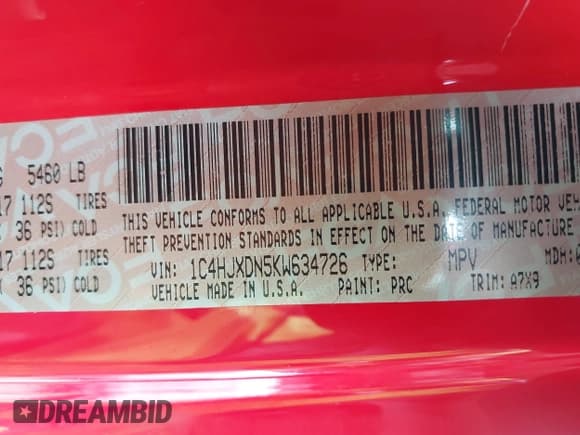 5460 LB
17 112S TIRES
36 PSI) COLD
17 112S TIRES
36 PSI) COLD
THIS VEHICLE CONFORMS TO ALL APPLICABLE U.S.A. FEDERAL MOTOR
THEFT PREVENTION STANDARDS IN EFFECT ON THE DATE OF MANUFACTURE
VIN: 1C4HJXDN5KW634726 TYPE: MPV MDH:
VEHICLE MADE IN U.S.A. PAINT: PRC TRIM: A7X9
DREAMBID